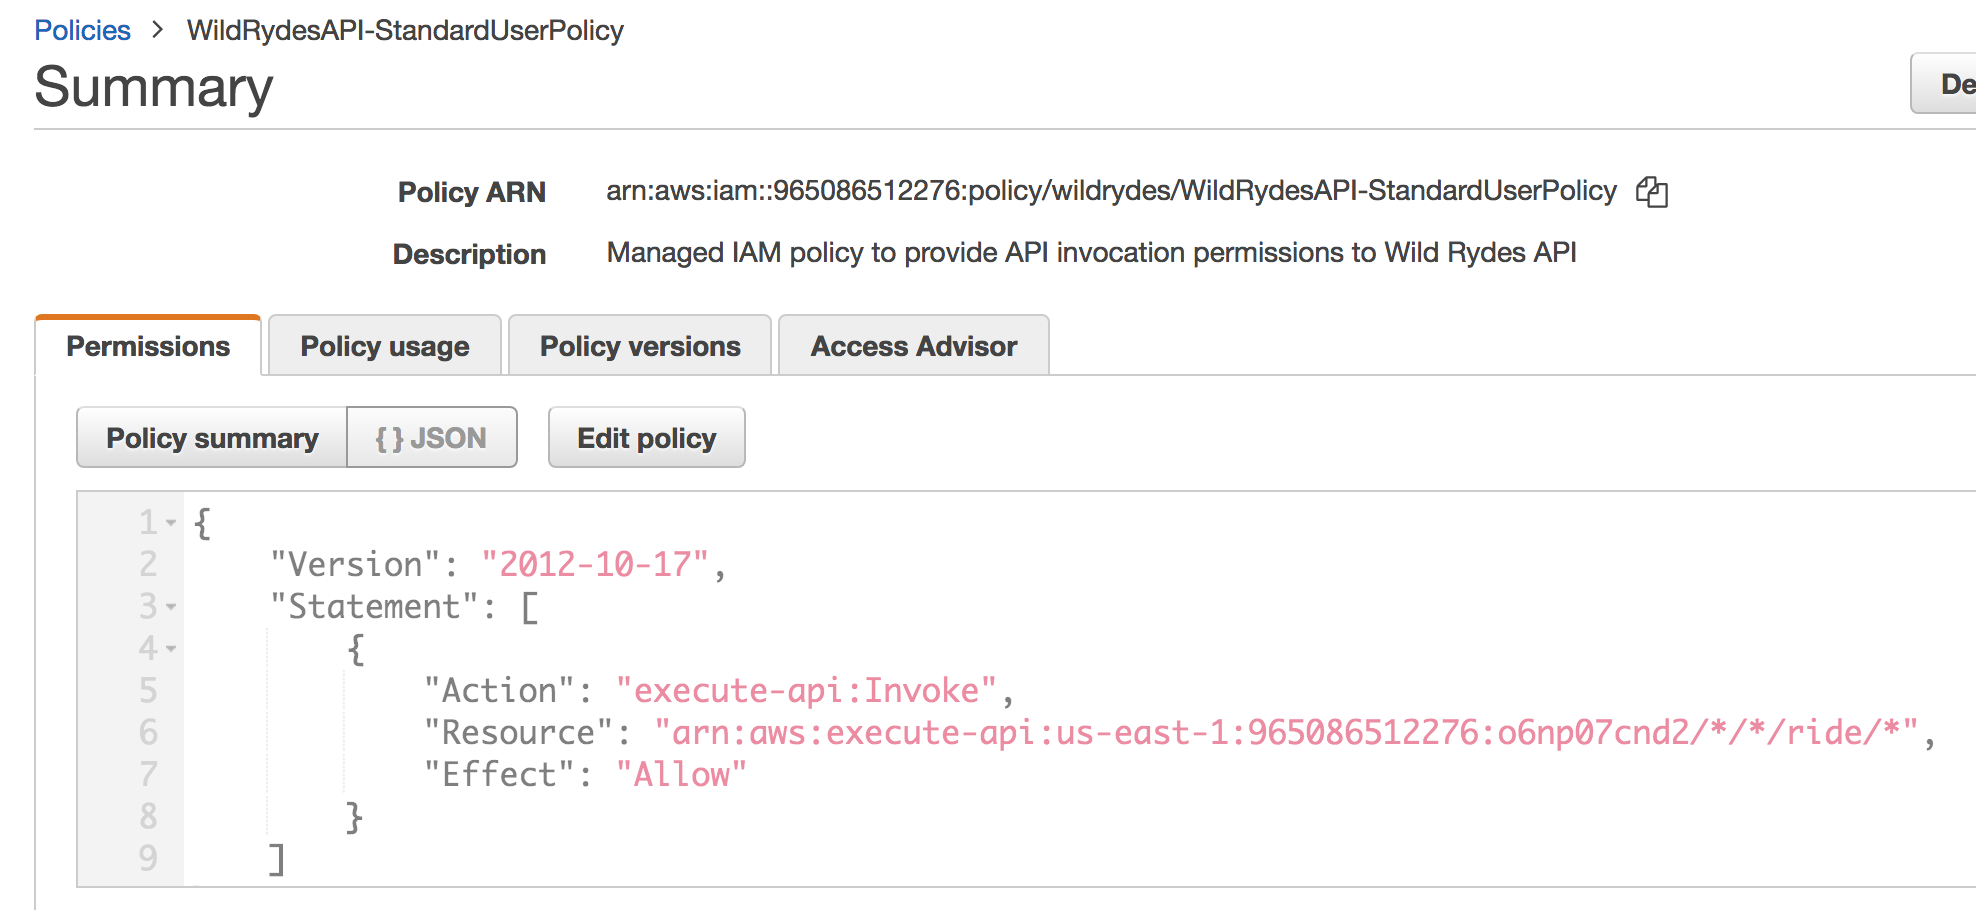 Policies > WildRydesAPI-StandardUserPolicy
Summary
De
Policy ARN arn:aws:iam::965086512276:policy/wildrydes/WildRydesAPI-StandardUserPolicy
Description Managed IAM policy to provide API invocation permissions to Wild Rydes API
Permissions Policy usage Policy versions Access Advisor
Policy summary { } JSON Edit policy
1 {
2     "Version": "2012-10-17",
3     "Statement": [
4         {
5             "Action": "execute-api:Invoke",
6             "Resource": "arn:aws:execute-api:us-east-1:965086512276:o6np07cnd2/*/*/ride/*",
7             "Effect": "Allow"
8         }
9     ]